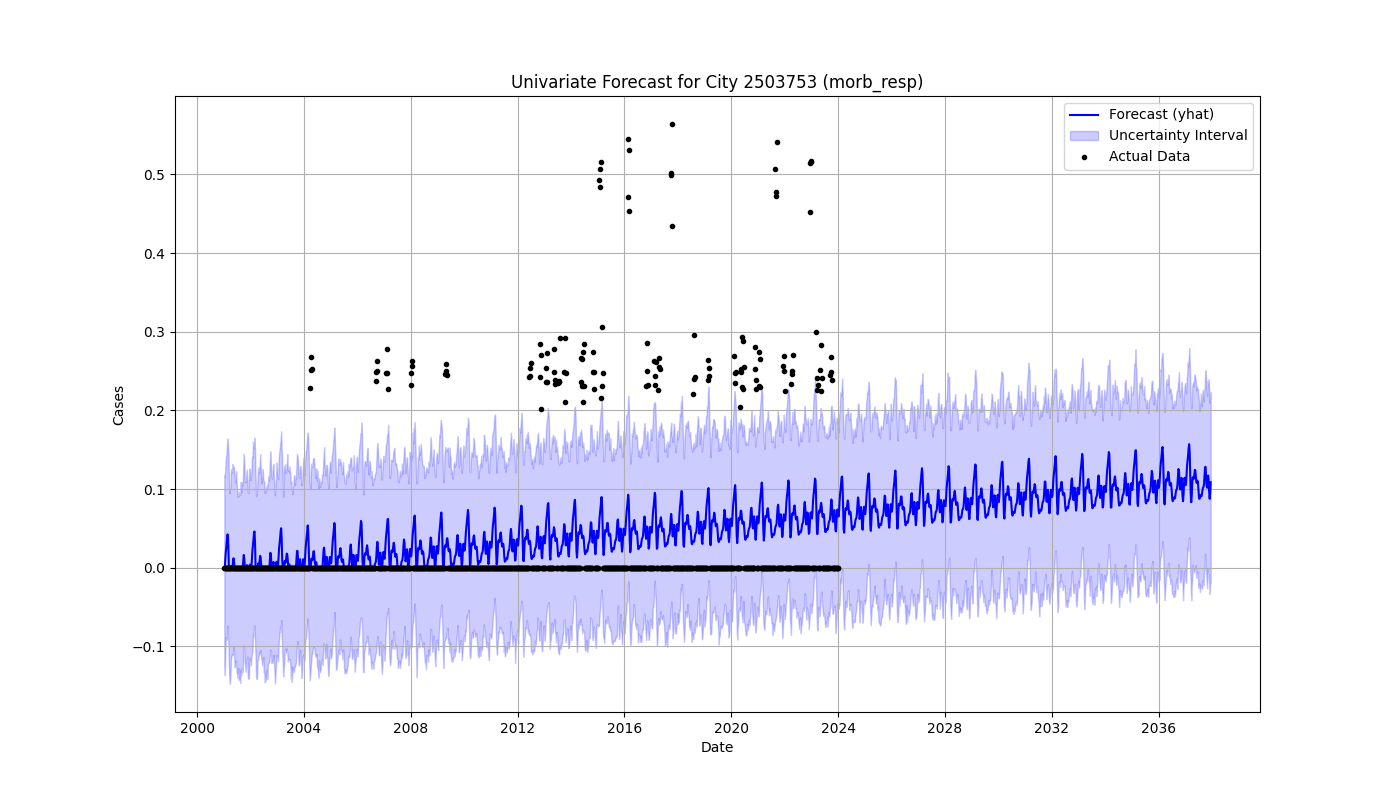 Univariate Forecast for City 2503753 (morb_resp)
Forecast (yhat)
Uncertainty Interval
Actual Data
Cases
0.5
0.4
0.3
0.2
0.1
0.0
−0.1
2000
2004
2008
2012
2016
2020
2024
2028
2032
2036
Date